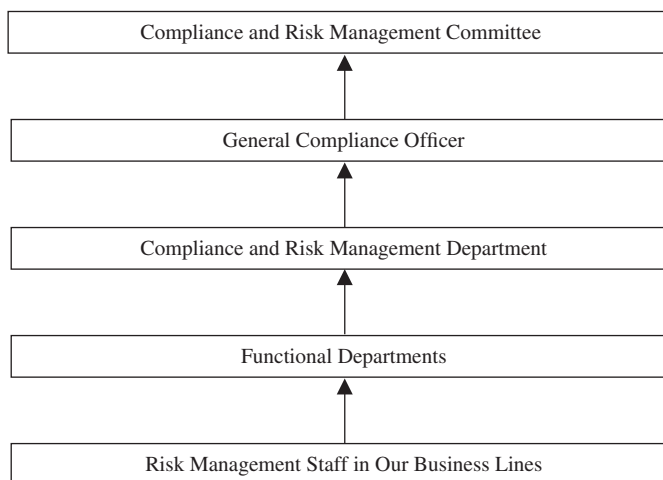 Compliance and Risk Management Committee
General Compliance Officer
Compliance and Risk Management Department
Functional Departments
Risk Management Staff in Our Business Lines